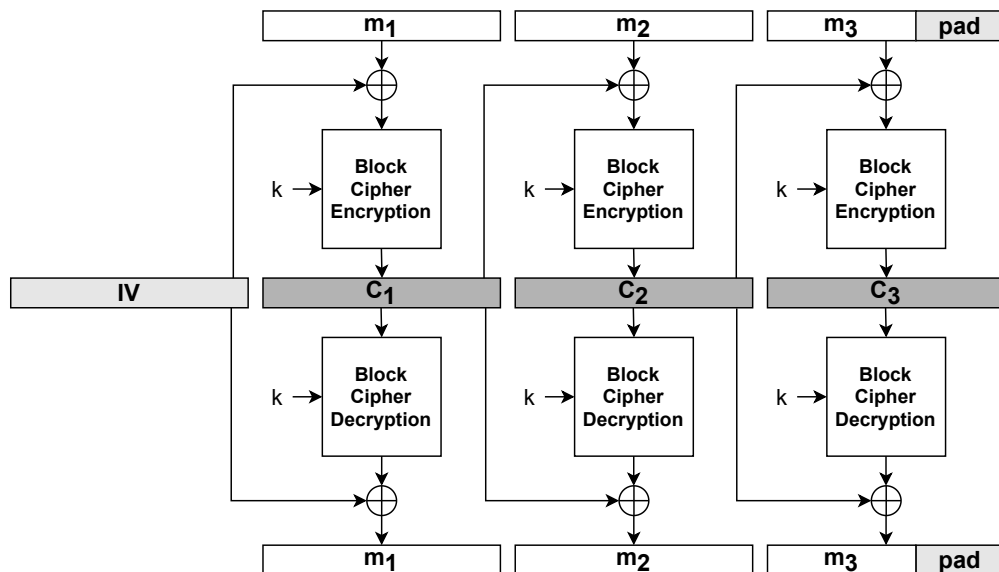 m1 m2 m3 pad
Block Cipher Encryption
Block Cipher Encryption
Block Cipher Encryption
k k k
IV C1 C2 C3
Block Cipher Decryption
Block Cipher Decryption
Block Cipher Decryption
k k k
m1 m2 m3 pad